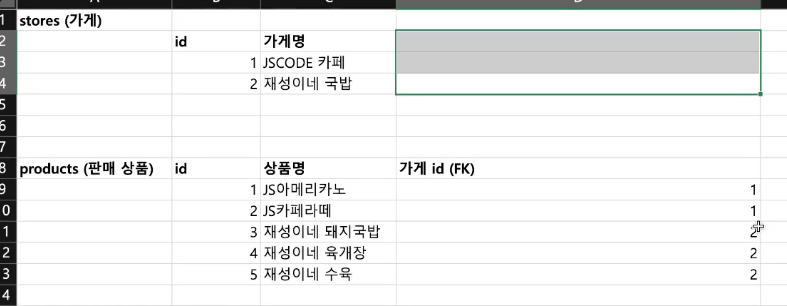 1 stores (가게)
2 id 가게명
3 1 JSCODE 카페
4 2 재성이네 국밥
5
6
7
8 products (판매 상품) id 상품명 가게 id (FK)
9 1 JS아메리카노 1
0 2 JS카페라떼 1
1 3 재성이네 돼지국밥 2
2 4 재성이네 육개장 2
3 5 재성이네 수육 2
4